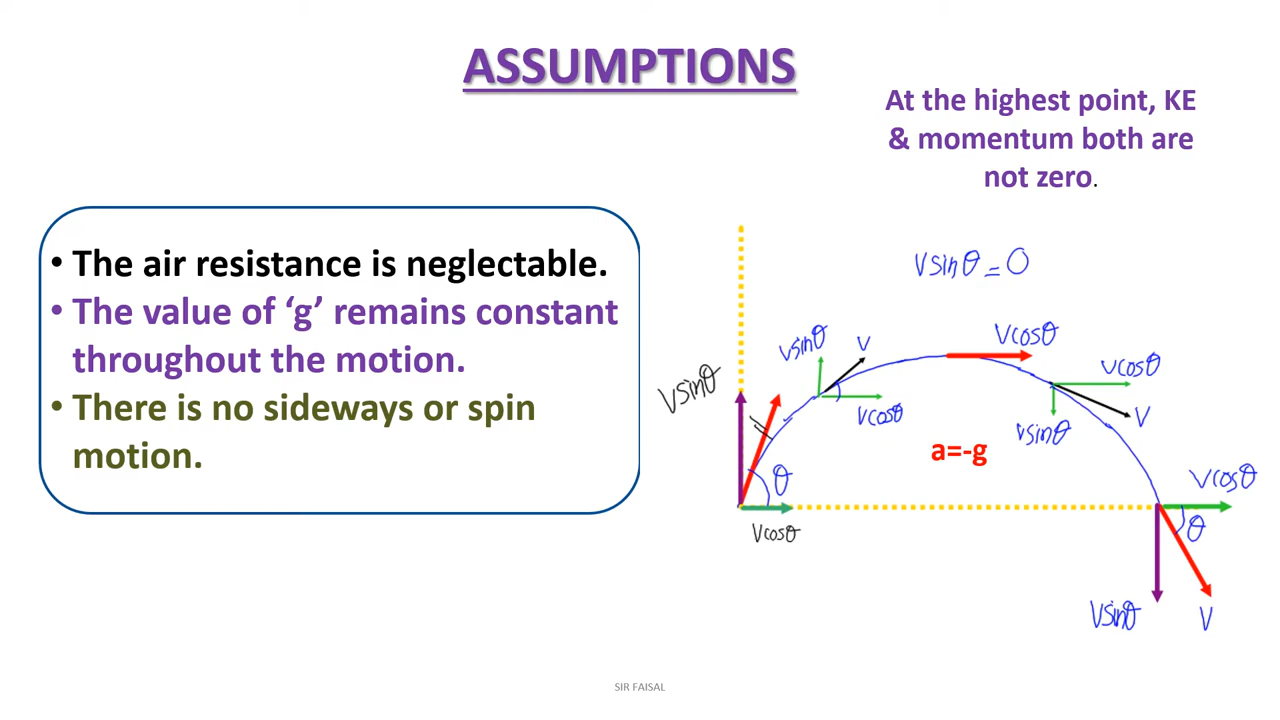 ASSUMPTIONS
At the highest point, KE
& momentum both are
not zero.
• The air resistance is neglectable.
• The value of ‘g’ remains constant
throughout the motion.
• There is no sideways or spin
motion.
Vsinθ=0
Vsinθ
V
Vcosθ
Vcosθ
Vcosθ
Vsinθ
V
Vsinθ
V
θ
Vcosθ
a=-g
Vcosθ
θ
Vsinθ
V
SIR FAISAL